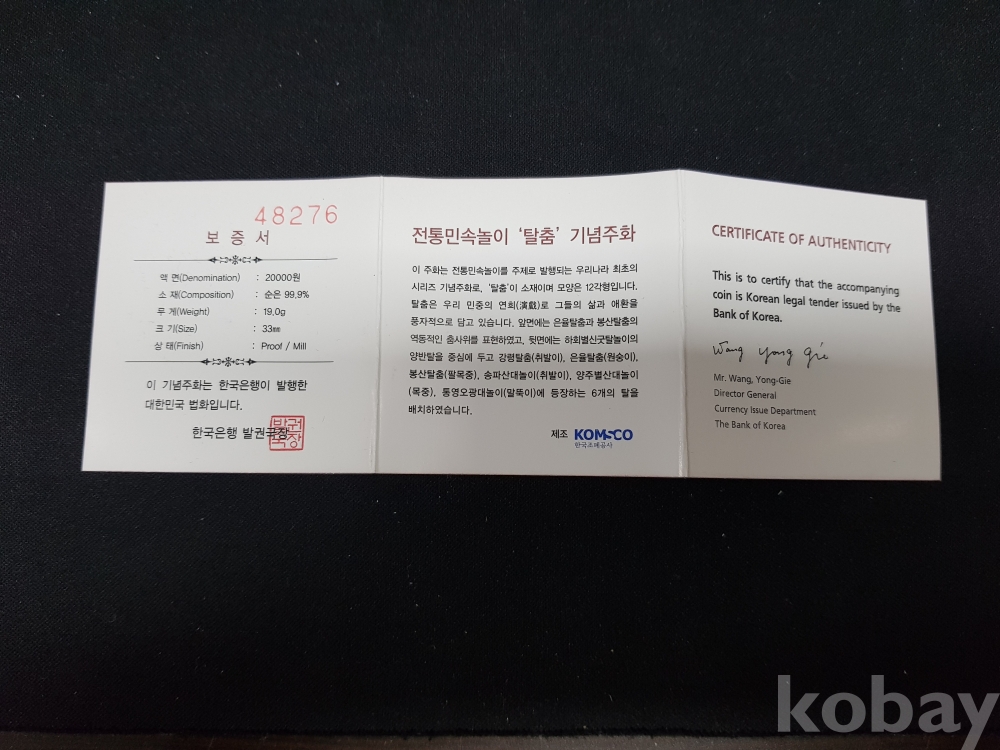 48276
보 증 서
액 면(Denomination) : 20000원
소 재(Composition) : 순은 99.9%
무 게(Weight) : 19.0g
크 기(Size) : 33㎜
상 태(Finish) : Proof / Mill
이 기념주화는 한국은행이 발행한
대한민국 법화입니다.
한국은행 발권국장
발권
국장
전통민속놀이 '탈춤' 기념주화
이 주화는 전통민속놀이를 주제로 발행되는 우리나라 최초의
시리즈 기념주화로, '탈춤'이 소재이며 모양은 12각형입니다.
탈춤은 우리 민중의 연희(演戱)로 그들의 삶과 애환을
풍자적으로 담고 있습니다. 앞면에는 은율탈춤과 봉산탈춤의
역동적인 춤사위를 표현하였고, 뒷면에는 하회별신굿탈놀이의
양반탈을 중심에 두고 강령탈춤(취발이), 은율탈춤(원숭이),
봉산탈춤(팔목중), 송파산대놀이(취발이), 양주별산대놀이
(목중), 통영오광대놀이(말뚝이)에 등장하는 6개의 탈을
배치하였습니다.
제조 KOMSCO
한국조폐공사
CERTIFICATE OF AUTHENTICITY
This is to certify that the accompanying
coin is Korean legal tender issued by the
Bank of Korea.
Wang yong gie
Mr. Wang, Yong-Gie
Director General
Currency Issue Department
The Bank of Korea
kobay